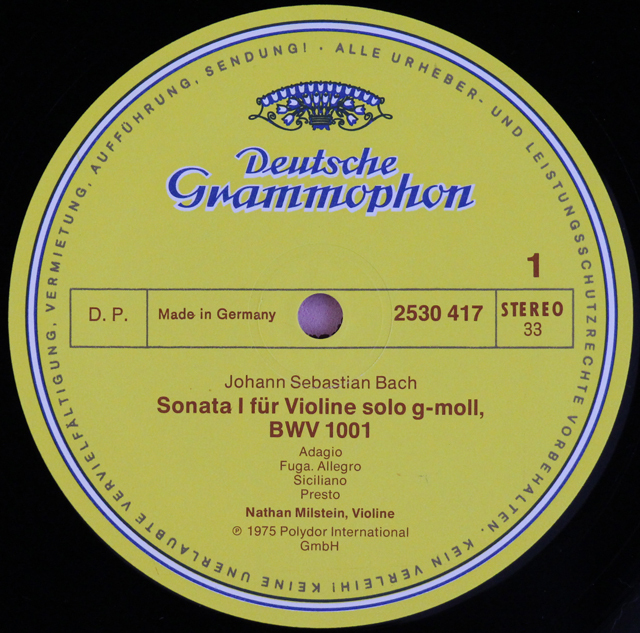 ALLE URHEBER- UND LEISTUNGSSCHUTZRECHTE VORBEHALTEN. KEIN VERLEIH! KEINE UNERLAUBTE VERVIELFÄLTIGUNG, VERMIETUNG, AUFFÜHRUNG, SENDUNG! ·
Deutsche
Grammophon
1
D. P.
Made in Germany
2530 417
STEREO
33
Johann Sebastian Bach
Sonata I für Violine solo g-moll,
BWV 1001
Adagio
Fuga. Allegro
Siciliano
Presto
Nathan Milstein, Violine
℗ 1975 Polydor International
GmbH